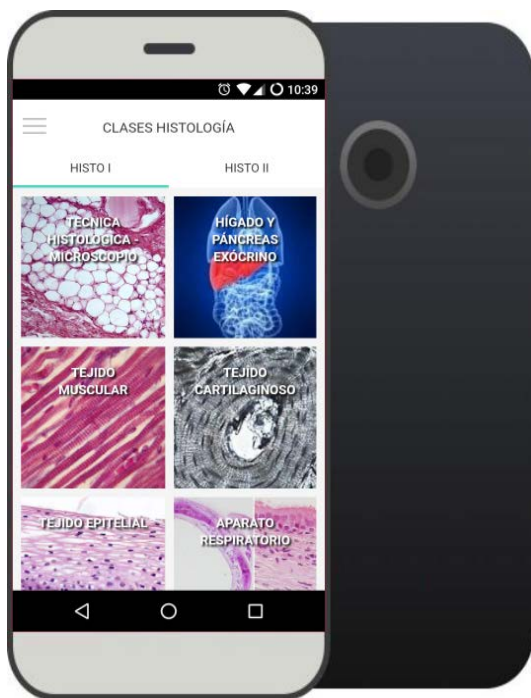 10:39
CLASES HISTOLOGÍA
HISTO I
HISTO II
TÉCNICA
HISTOLÓGICA -
MICROSCOPIO
HÍGADO Y
PÁNCREAS
EXÓCRINO
TEJIDO
MUSCULAR
TEJIDO
CARTILAGINOSO
TEJIDO EPITELIAL
APARATO
RESPIRATORIO